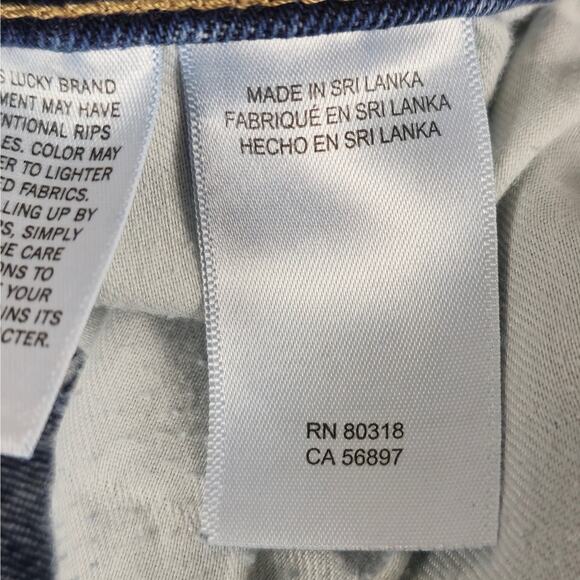 LUCKY BRAND
MAY HAVE
RIPS
COLOR MAY
TO LIGHTER
FABRICS.
UP BY
SIMPLY
CARE
TO
YOUR
ITS
MADE IN SRI LANKA
FABRIQUÉ EN SRI LANKA
HECHO EN SRI LANKA
RN 80318
CA 56897